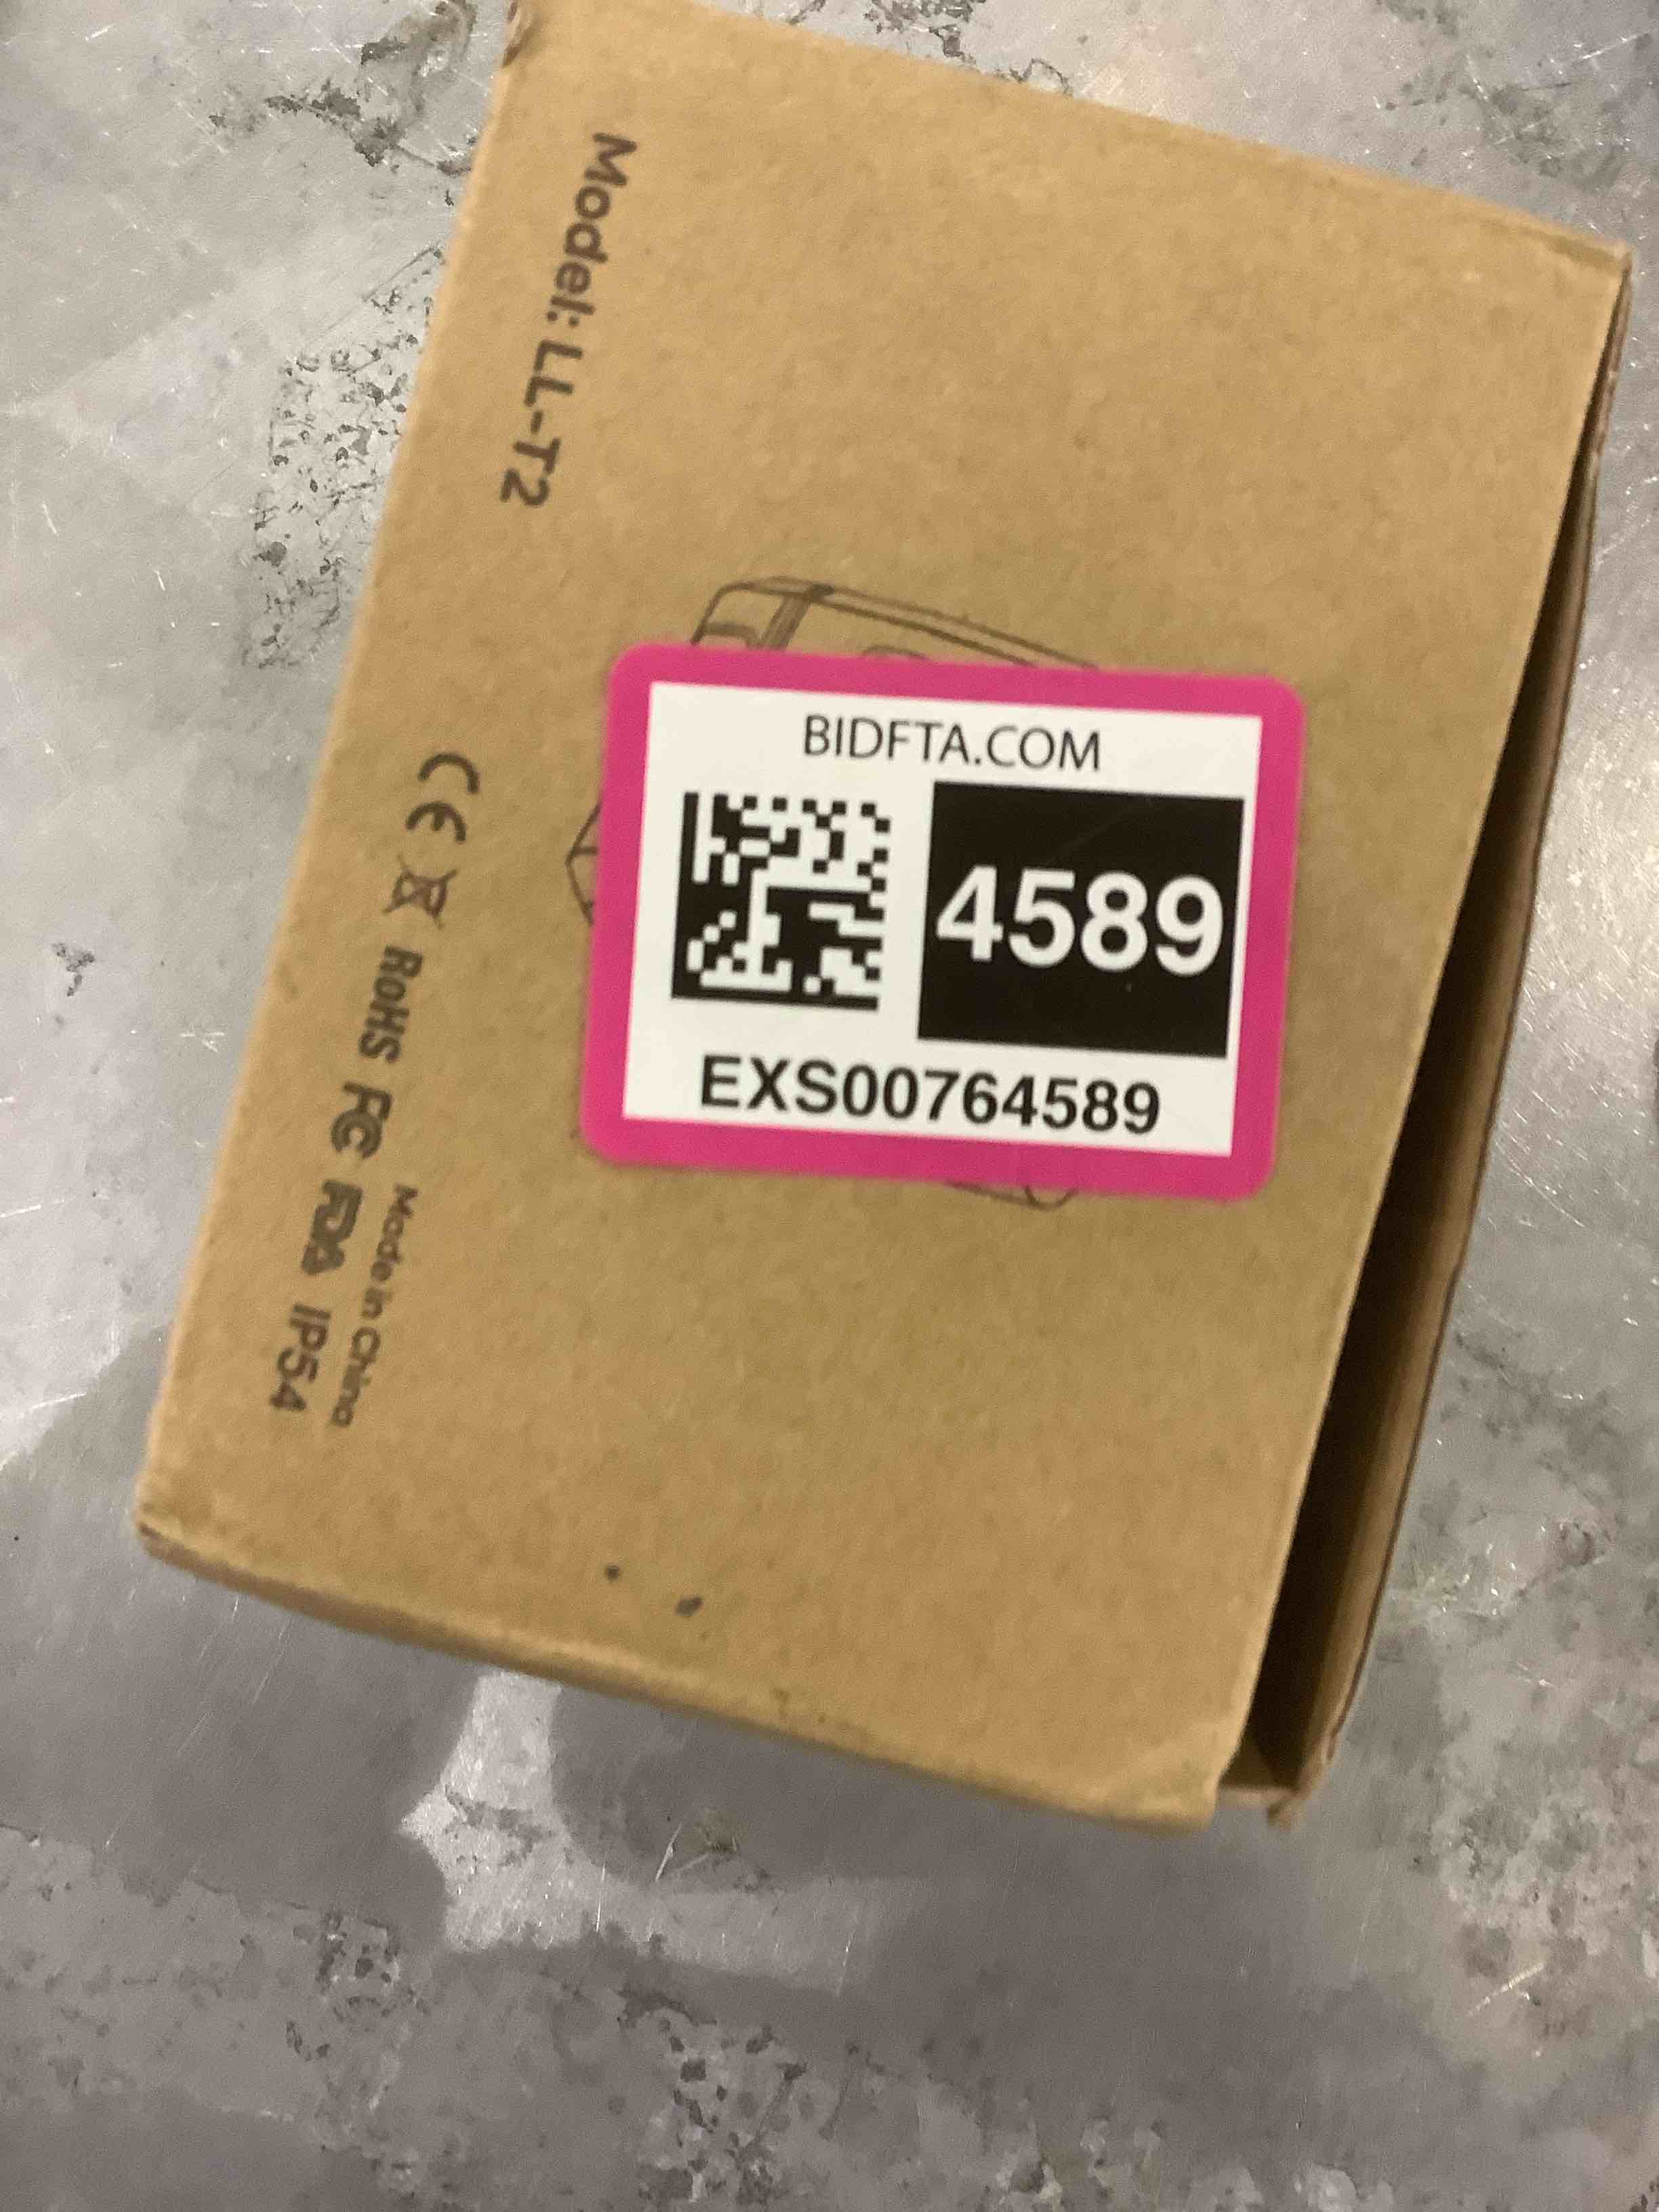 Model: LL-T2
CE RoHS FC FDA IP54
Made in China
BIDFTA.COM
4589
EXS00764589